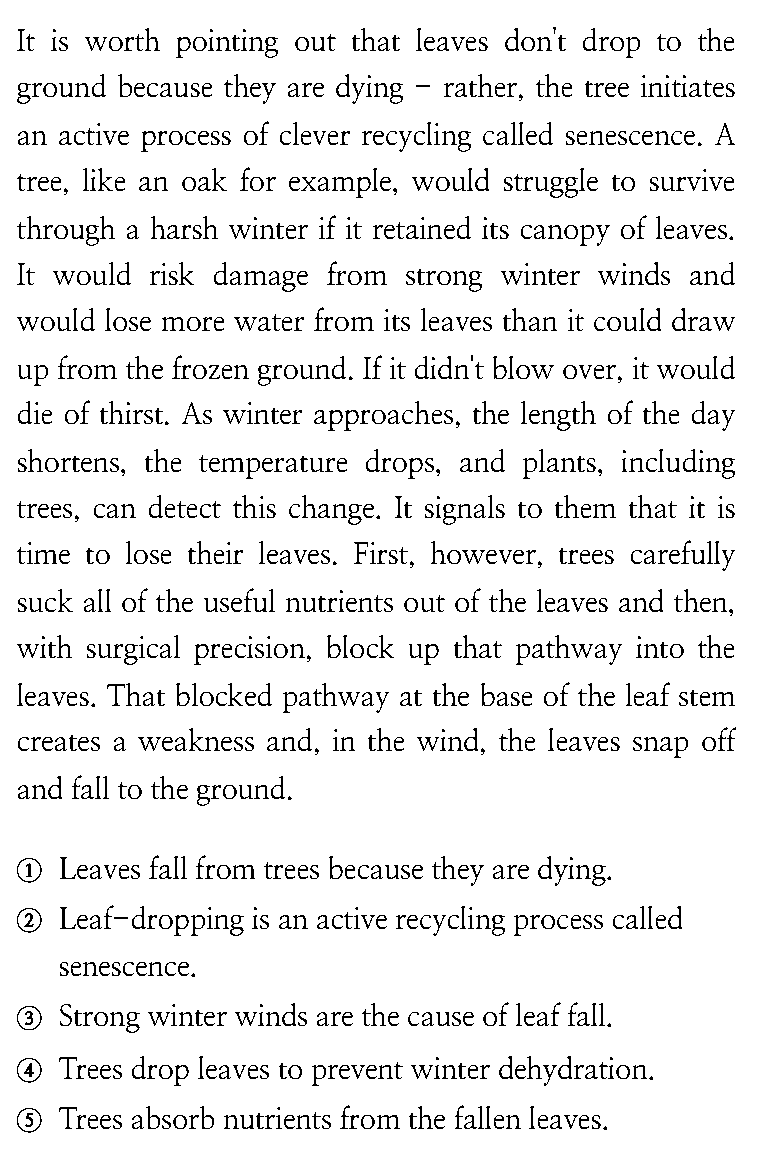 It is worth pointing out that leaves don't drop to the
ground because they are dying – rather, the tree initiates
an active process of clever recycling called senescence. A
tree, like an oak for example, would struggle to survive
through a harsh winter if it retained its canopy of leaves.
It would risk damage from strong winter winds and
would lose more water from its leaves than it could draw
up from the frozen ground. If it didn't blow over, it would
die of thirst. As winter approaches, the length of the day
shortens, the temperature drops, and plants, including
trees, can detect this change. It signals to them that it is
time to lose their leaves. First, however, trees carefully
suck all of the useful nutrients out of the leaves and then,
with surgical precision, block up that pathway into the
leaves. That blocked pathway at the base of the leaf stem
creates a weakness and, in the wind, the leaves snap off
and fall to the ground.
① Leaves fall from trees because they are dying.
② Leaf–dropping is an active recycling process called
senescence.
③ Strong winter winds are the cause of leaf fall.
④ Trees drop leaves to prevent winter dehydration.
⑤ Trees absorb nutrients from the fallen leaves.